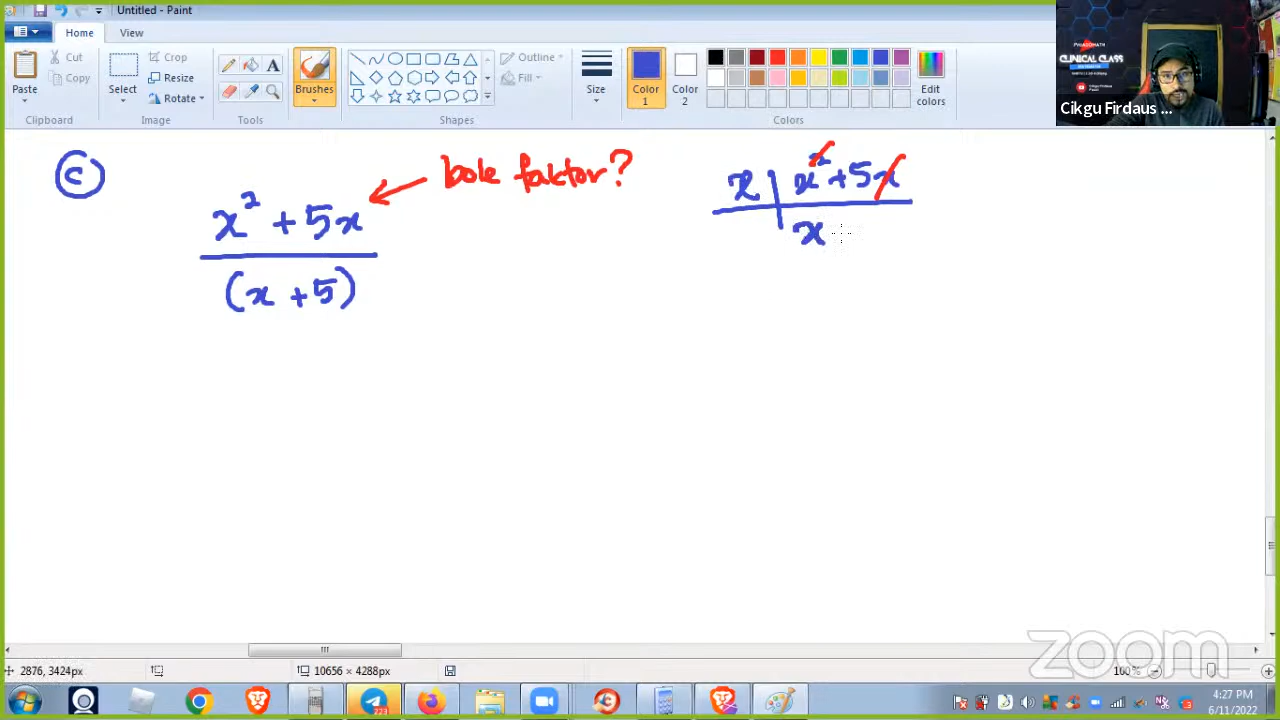 Untitled - Paint
Home
View
Paste
Cut
Copy
Clipboard
Select
Crop
Resize
Rotate
Image
Tools
Brushes
Shapes
Outline
Fill
Size
Color 1
Color 2
Edit colors
Colors
CLINICAL CLASS
Cikgu Firdaus ...
c
bole faktor?
x² + 5x
(x + 5)
x | x² + 5x
x
zoom
2876, 3424px
10656 × 4288px
100%
4:27 PM
6/11/2022